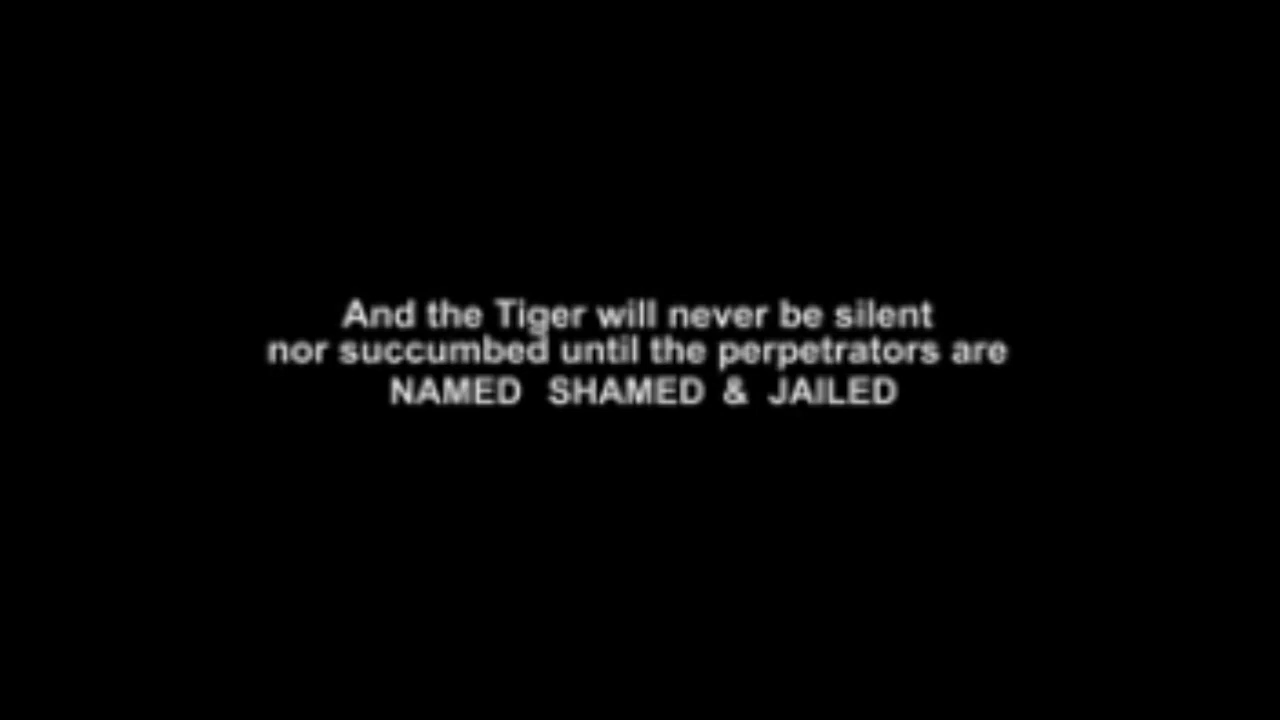 And the Tiger will never be silent
nor succumbed until the perpetrators are
NAMED SHAMED & JAILED